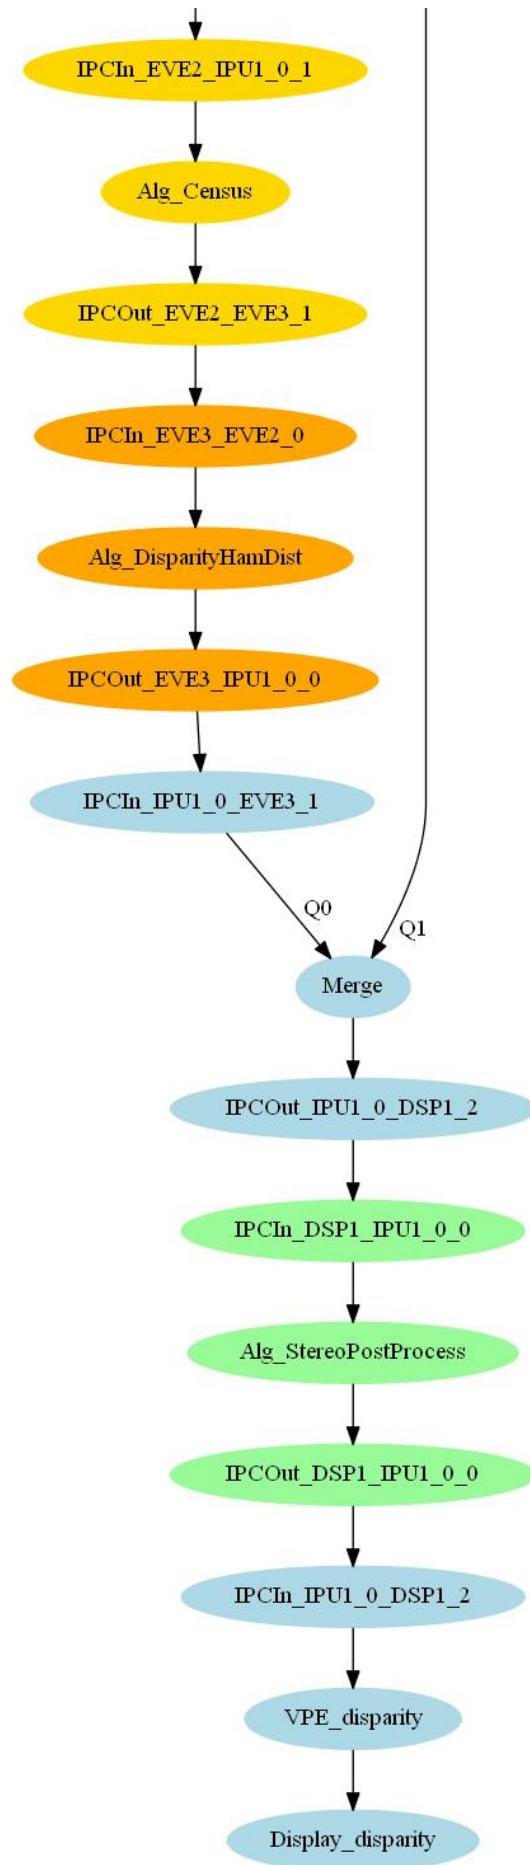 IPCIn_EVE2_IPU1_0_1
Alg_Census
IPCOut_EVE2_EVE3_1
IPCIn_EVE3_EVE2_0
Alg_DisparityHamDist
IPCOut_EVE3_IPU1_0_0
IPCIn_IPU1_0_EVE3_1
Q0
Q1
Merge
IPCOut_IPU1_0_DSP1_2
IPCIn_DSP1_IPU1_0_0
Alg_StereoPostProcess
IPCOut_DSP1_IPU1_0_0
IPCIn_IPU1_0_DSP1_2
VPE_disparity
Display_disparity